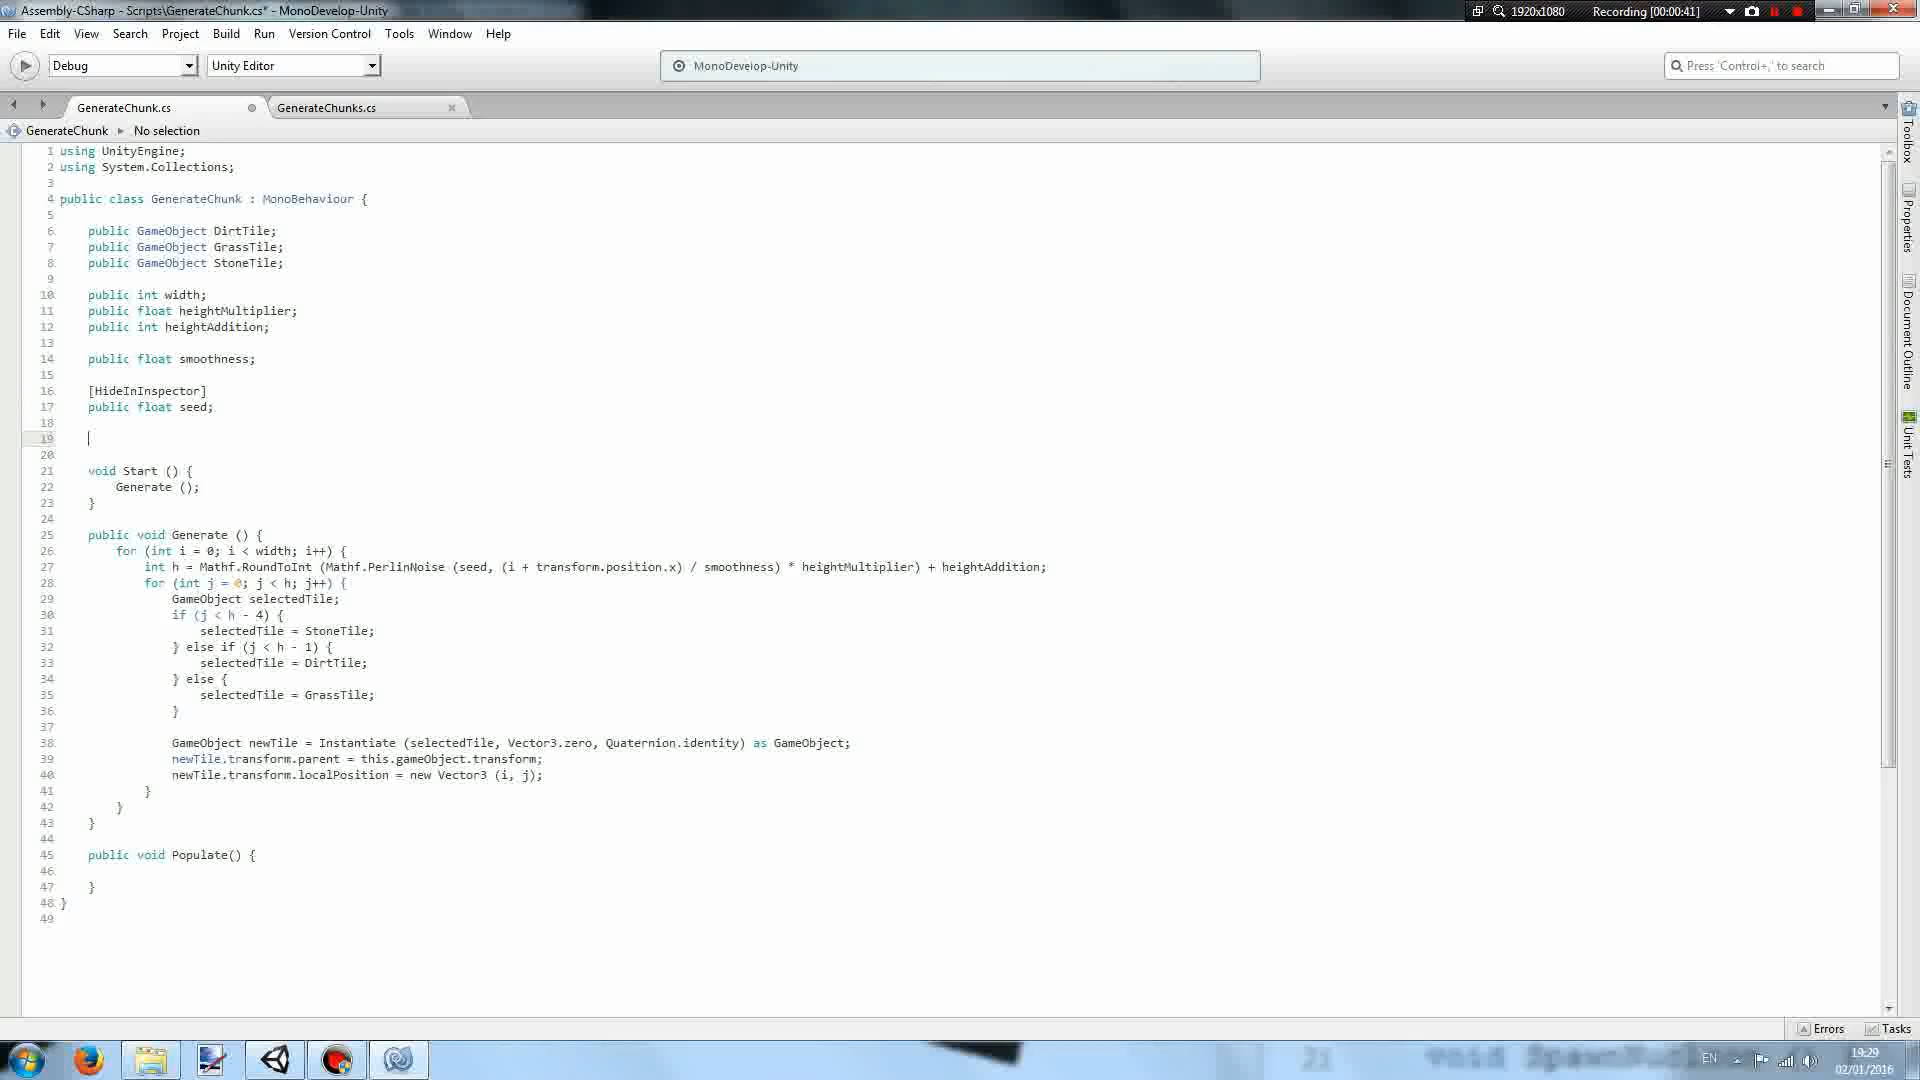 Assembly-CSharp - Scripts\GenerateChunk.cs* - MonoDevelop-Unity
1920x1080 Recording [00:00:41]
File Edit View Search Project Build Run Version Control Tools Window Help
Debug Unity Editor MonoDevelop-Unity Press 'Control+,' to search
GenerateChunk.cs GenerateChunks.cs
GenerateChunk No selection
1 using UnityEngine;
2 using System.Collections;
3
4 public class GenerateChunk : MonoBehaviour {
5
6 public GameObject DirtTile;
7 public GameObject GrassTile;
8 public GameObject StoneTile;
9
10 public int width;
11 public float heightMultiplier;
12 public int heightAddition;
13
14 public float smoothness;
15
16 [HideInInspector]
17 public float seed;
18
19
20
21 void Start () {
22 Generate ();
23 }
24
25 public void Generate () {
26 for (int i = 0; i < width; i++) {
27 int h = Mathf.RoundToInt (Mathf.PerlinNoise (seed, (i + transform.position.x) / smoothness) * heightMultiplier) + heightAddition;
28 for (int j = 0; j < h; j++) {
29 GameObject selectedTile;
30 if (j < h - 4) {
31 selectedTile = StoneTile;
32 } else if (j < h - 1) {
33 selectedTile = DirtTile;
34 } else {
35 selectedTile = GrassTile;
36 }
37
38 GameObject newTile = Instantiate (selectedTile, Vector3.zero, Quaternion.identity) as GameObject;
39 newTile.transform.parent = this.gameObject.transform;
40 newTile.transform.localPosition = new Vector3 (i, j);
41 }
42 }
43 }
44
45 public void Populate() {
46
47 }
48 }
49
Toolbox
Properties
Document Outline
Unit Tests
Errors Tasks
21 void
EN 19:29
02/01/2016